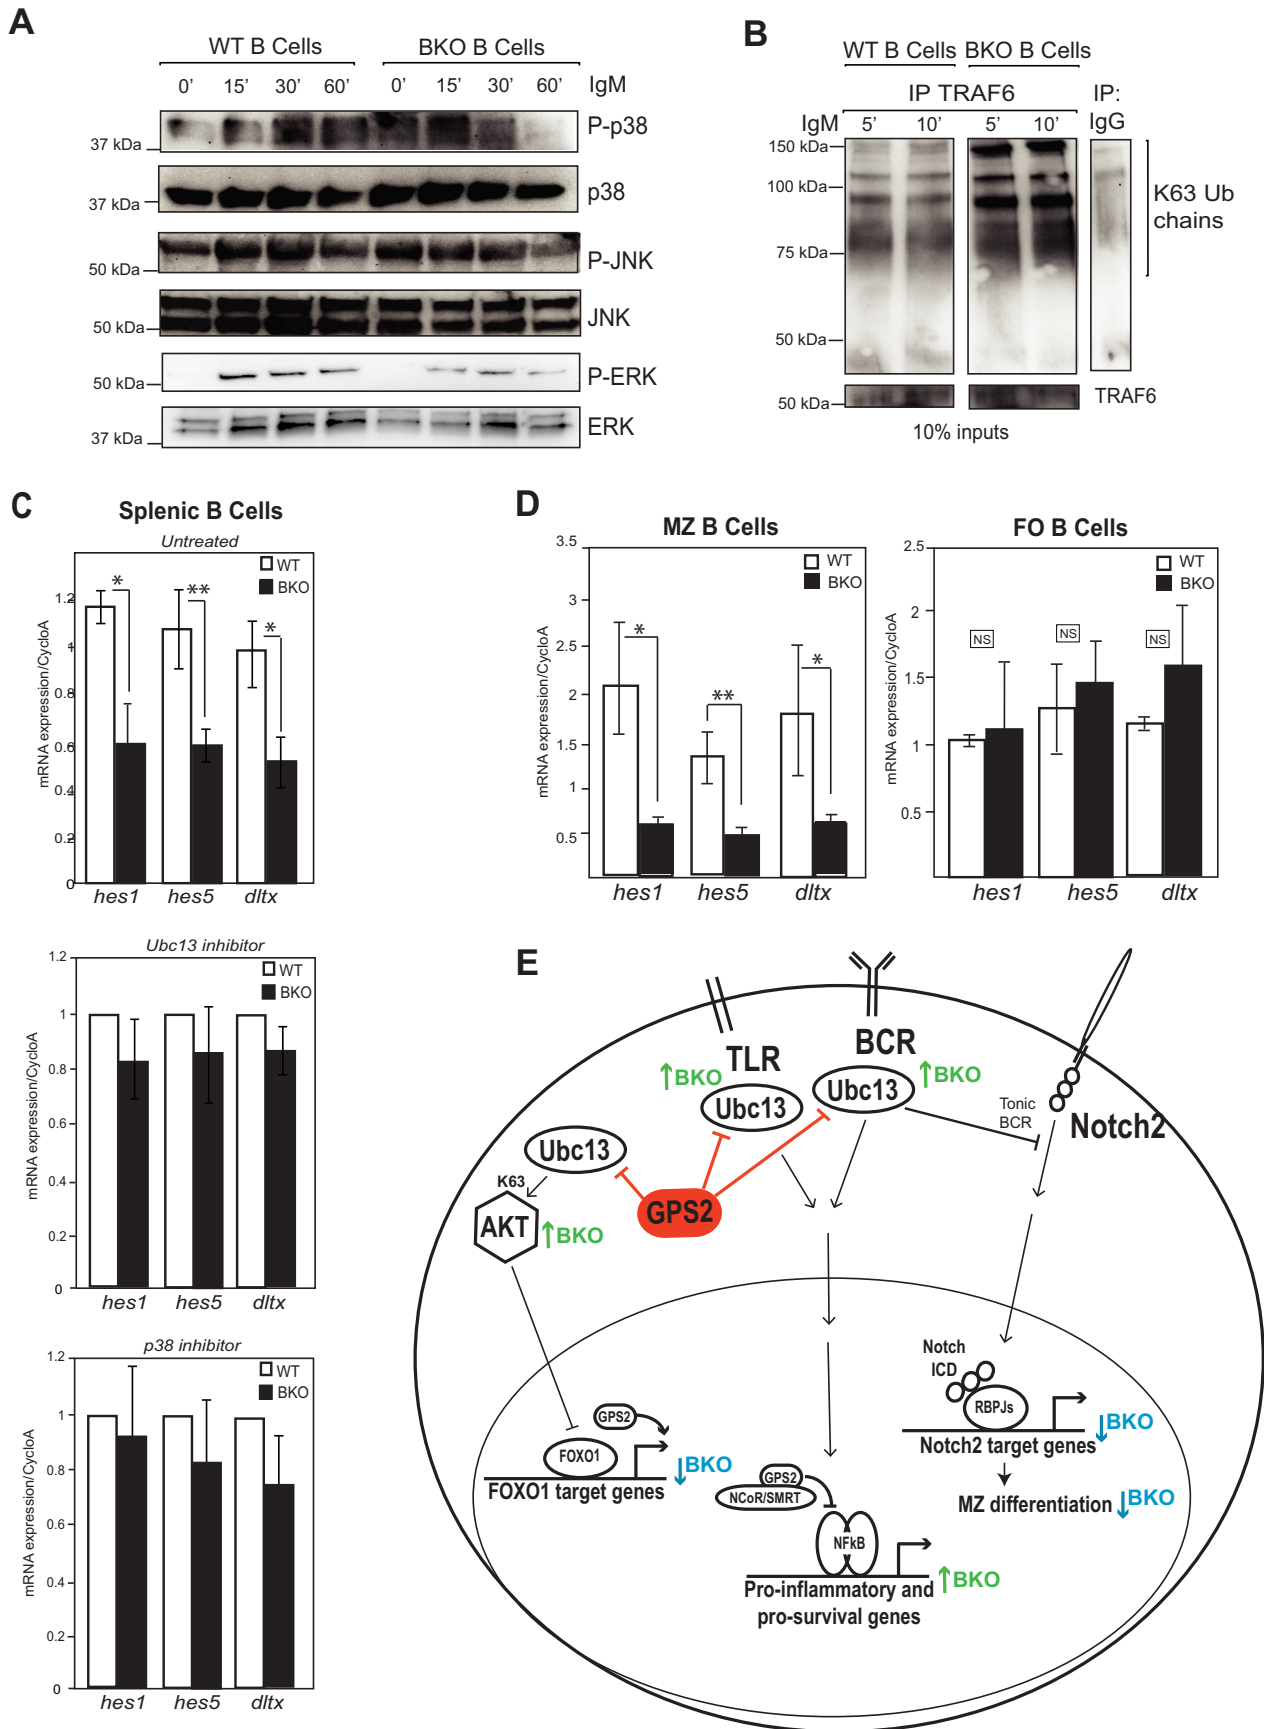 A
WT B Cells
BKO B Cells
0’ 15’ 30’ 60’ 0’ 15’ 30’ 60’ IgM
37 kDa
P-p38
37 kDa
p38
50 kDa
P-JNK
50 kDa
JNK
50 kDa
P-ERK
37 kDa
ERK
B
WT B Cells BKO B Cells
IP TRAF6
IP:
IgG
IgM 5’ 10’ 5’ 10’
150 kDa
100 kDa
75 kDa
50 kDa
K63 Ub
chains
50 kDa
TRAF6
10% inputs
C
Splenic B Cells
Untreated
WT
BKO
mRNA expression/CycloA
1.2
1
0.8
0.6
0.4
0.2
0
* ** *
hes1 hes5 dltx
Ubc13 inhibitor
WT
BKO
mRNA expression/CycloA
1.2
1
0.8
0.6
0.4
0.2
0
hes1 hes5 dltx
p38 inhibitor
WT
BKO
mRNA expression/CycloA
1.2
1
0.8
0.6
0.4
0.2
0
hes1 hes5 dltx
D
MZ B Cells
WT
BKO
mRNA expression/CycloA
3.5
3
2.5
2
1.5
1
0.5
* ** *
hes1 hes5 dltx
FO B Cells
WT
BKO
mRNA expression/CycloA
2.5
2
1.5
1
0.5
NS NS NS
hes1 hes5 dltx
E
TLR
BCR
↑BKO
Ubc13
↑BKO
Ubc13
Tonic
BCR
Notch2
Ubc13
K63
AKT
↑BKO
GPS2
GPS2
FOXO1
FOXO1 target genes
↓BKO
GPS2
NCoR/SMRT
NFkB
Pro-inflammatory and
pro-survival genes
↑BKO
Notch
ICD
RBPJs
Notch2 target genes
↓BKO
MZ differentiation
↓BKO